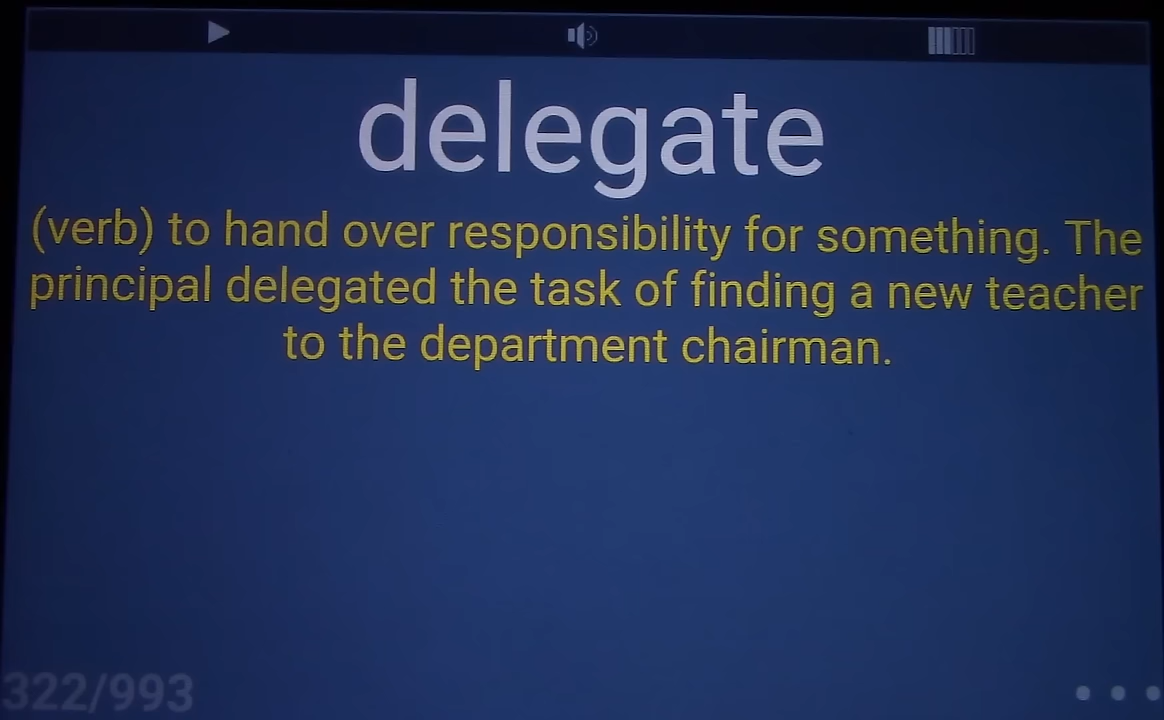 delegate
(verb) to hand over responsibility for something. The
principal delegated the task of finding a new teacher
to the department chairman.
322/993